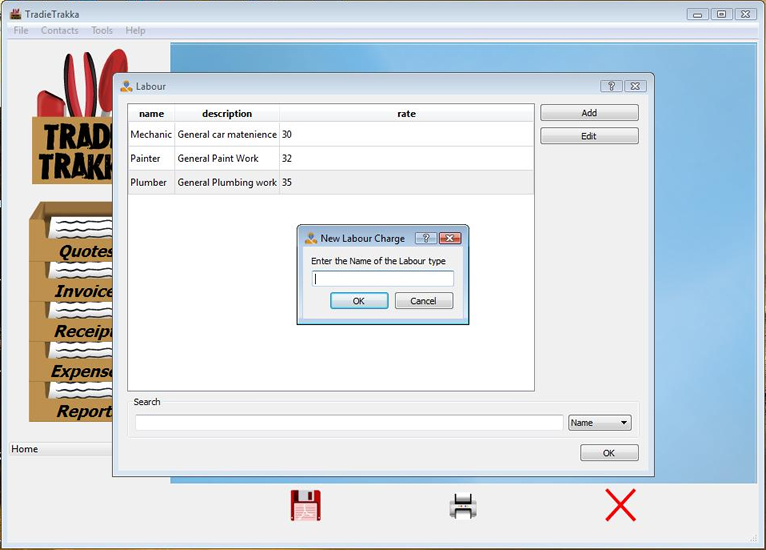 TradieTrakka
File Contacts Tools Help
TRADI
TRAKK
Quotes
Invoice
Receipt
Expense
Report
Home
Labour
name description rate
Mechanic General car matenience 30
Painter General Paint Work 32
Plumber General Plumbing work 35
Add
Edit
New Labour Charge
Enter the Name of the Labour type
OK Cancel
Search
Name
OK